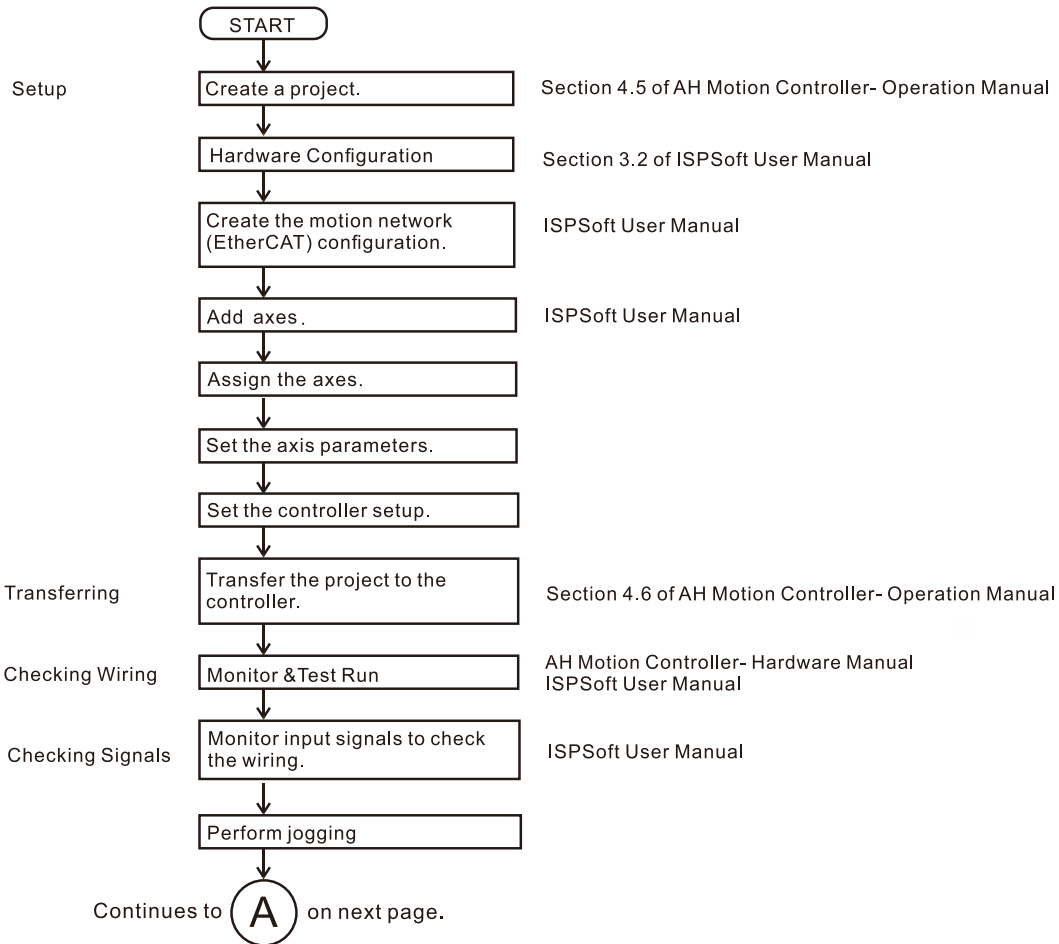 START
Setup
Create a project.
Section 4.5 of AH Motion Controller- Operation Manual
Hardware Configuration
Section 3.2 of ISPSoft User Manual
Create the motion network
(EtherCAT) configuration.
ISPSoft User Manual
Add axes.
ISPSoft User Manual
Assign the axes.
Set the axis parameters.
Set the controller setup.
Transferring
Transfer the project to the
controller.
Section 4.6 of AH Motion Controller- Operation Manual
Checking Wiring
Monitor &Test Run
AH Motion Controller- Hardware Manual
ISPSoft User Manual
Checking Signals
Monitor input signals to check
the wiring.
ISPSoft User Manual
Perform jogging
Continues to A on next page.